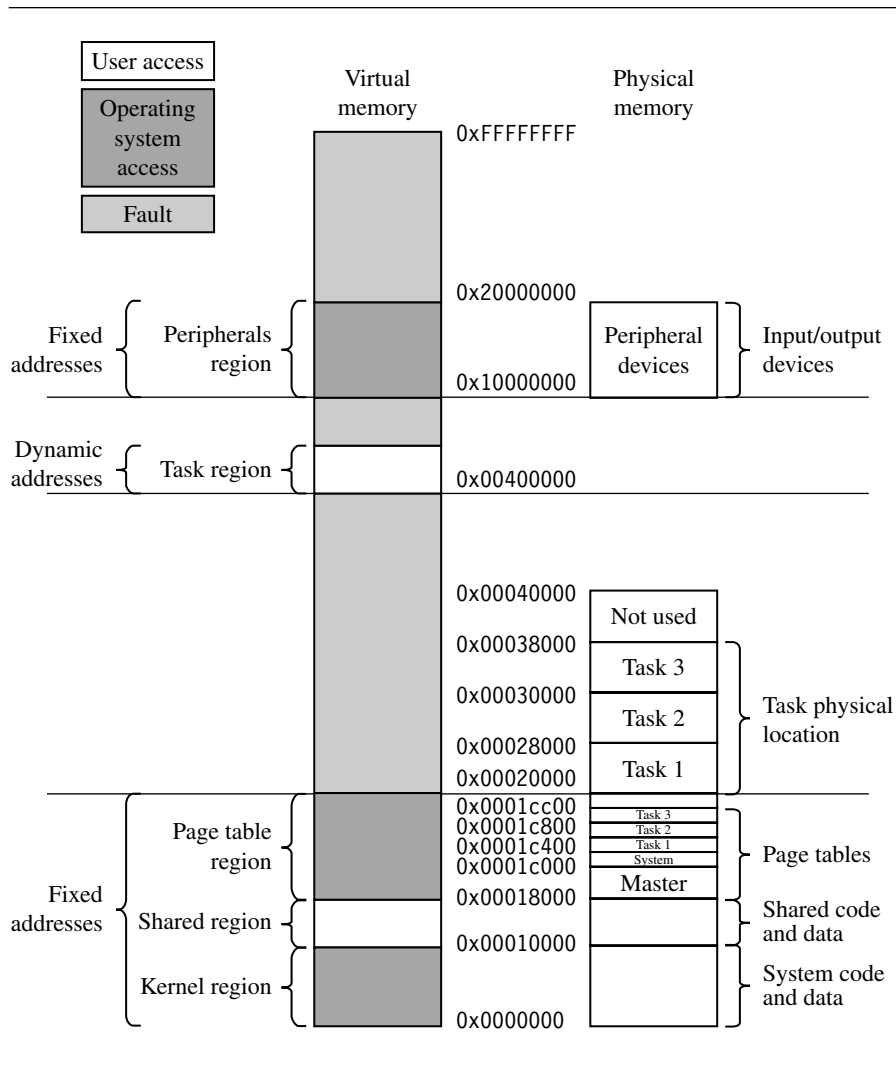 User access
Operating
system
access
Fault
Virtual
memory
Physical
memory
0xFFFFFFFF
0x20000000
Fixed
addresses
Peripherals
region
Peripheral
devices
Input/output
devices
0x10000000
Dynamic
addresses
Task region
0x00400000
0x00040000
Not used
0x00038000
Task 3
0x00030000
Task 2
Task physical
location
0x00028000
Task 1
0x00020000
0x0001cc00
Task 3
0x0001c800
Task 2
0x0001c400
Task 1
System
0x0001c000
Page table
region
Page tables
Master
0x00018000
Fixed
addresses
Shared region
Shared code
and data
0x00010000
Kernel region
System code
and data
0x0000000